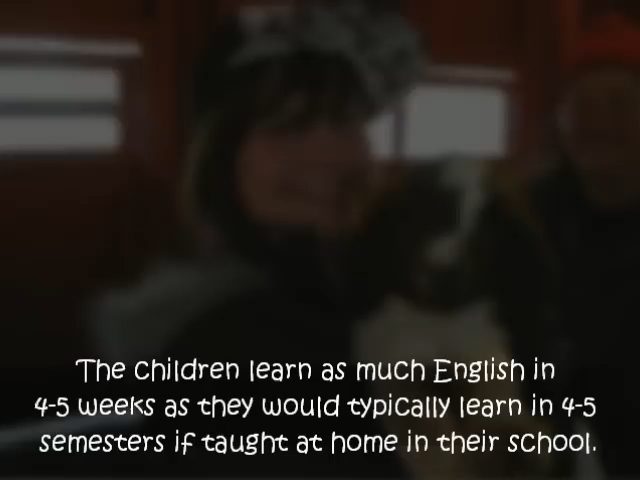 The children learn as much English in
4-5 weeks as they would typically learn in 4-5
semesters if taught at home in their school.